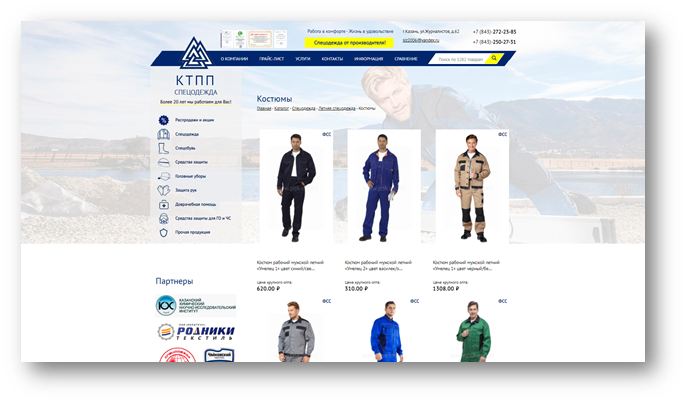 Работа в комфорте - Жизнь в удовольствие
Спецодежда от производителя!
г.Казань, ул.Журналистов, д.62
+7 (843)-272-23-85
+7 (843)-250-27-31
О КОМПАНИИ
ПРАЙС-ЛИСТ
УСЛУГИ
КОНТАКТЫ
ИНФОРМАЦИЯ
СРАВНЕНИЕ
Поиск по 5282 товарам
КТПП
СПЕЦОДЕЖДА
Более 20 лет мы работаем для Вас!
Распродажи и акции
Спецодежда
Спецобувь
Средства защиты
Головные уборы
Защита рук
Доврачебная помощь
Средства защиты для ГО и ЧС
Прочая продукция
Партнеры
КАЗАНСКИЙ
ХИМИЧЕСКИЙ
НАУЧНО-ИССЛЕДОВАТЕЛЬСКИЙ
ИНСТИТУТ
РОДНИКИ
ТЕКСТИЛЬ
Чайковский
Костюмы
Главная - Каталог - Спецодежда - Летняя спецодежда - Костюмы
ФСС
ФСС
Костюм рабочий мужской летний
«Умелец 1» цвет синий/сва...
Цена крупного опта:
620.00 ₽
Костюм рабочий мужской летний
«Умелец 2» цвет василек/с...
Цена крупного опта:
310.00 ₽
Костюм рабочий мужской летний
«Умелец 1» цвет черный/бе...
Цена крупного опта:
1308.00 ₽
ФСС
ФСС
ФСС